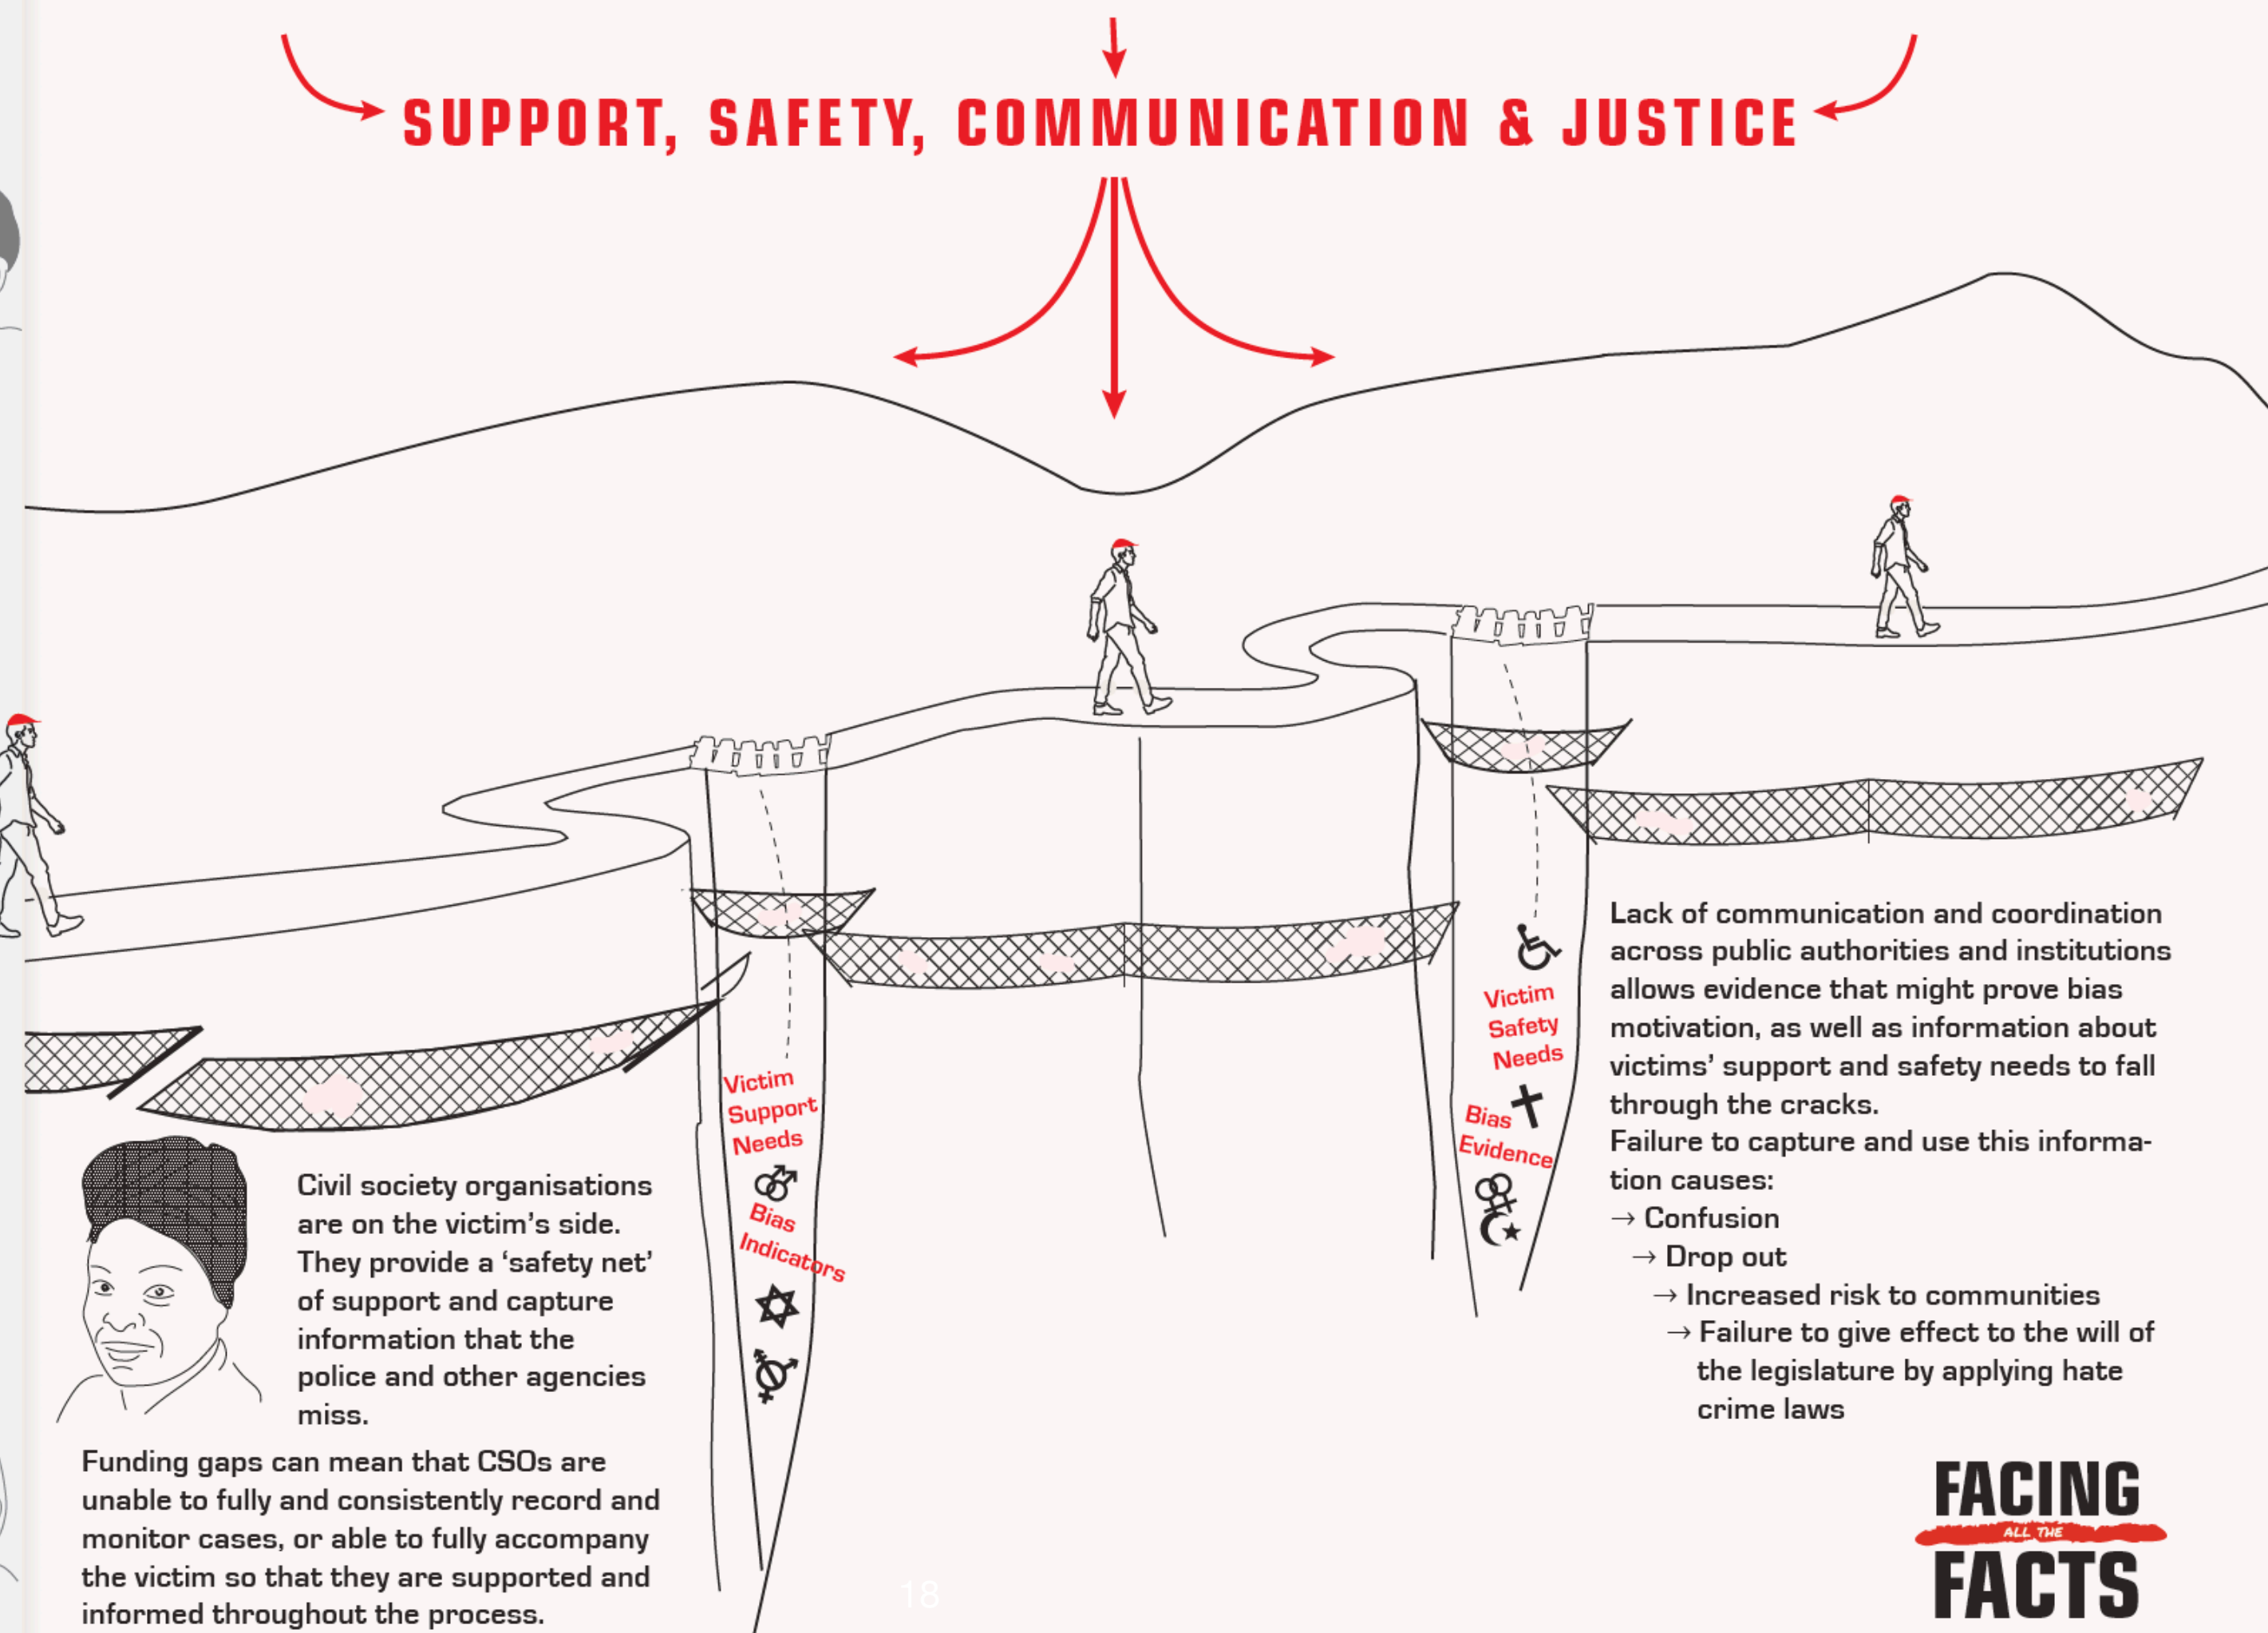 SUPPORT, SAFETY, COMMUNICATION & JUSTICE
Victim
Support
Needs
Bias
Indicators
Victim
Safety
Needs
Bias
Evidence
Civil society organisations
are on the victim's side.
They provide a 'safety net'
of support and capture
information that the
police and other agencies
miss.
Funding gaps can mean that CSOs are
unable to fully and consistently record and
monitor cases, or able to fully accompany
the victim so that they are supported and
informed throughout the process.
Lack of communication and coordination
across public authorities and institutions
allows evidence that might prove bias
motivation, as well as information about
victims' support and safety needs to fall
through the cracks.
Failure to capture and use this informa-
tion causes:
→ Confusion
→ Drop out
→ Increased risk to communities
→ Failure to give effect to the will of
the legislature by applying hate
crime laws
FACING
ALL THE
FACTS
18